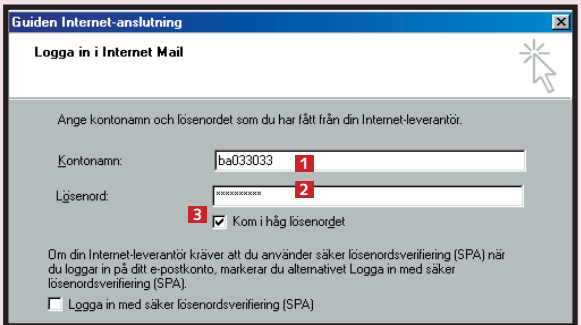 Guiden Internet-anslutning
Logga in i Internet Mail
Ange kontonamn och lösenordet som du har fått från din Internet-leverantör.
Kontonamn: ba033033 1
Lösenord: ********** 2
3 Kom i håg lösenordet
Om din Internet-leverantör kräver att du använder säker lösenordsverifiering (SPA) när
du loggar in på ditt e-postkonto, markerar du alternativet Logga in med säker
lösenordsverifiering (SPA).
Logga in med säker lösenordsverifiering (SPA)